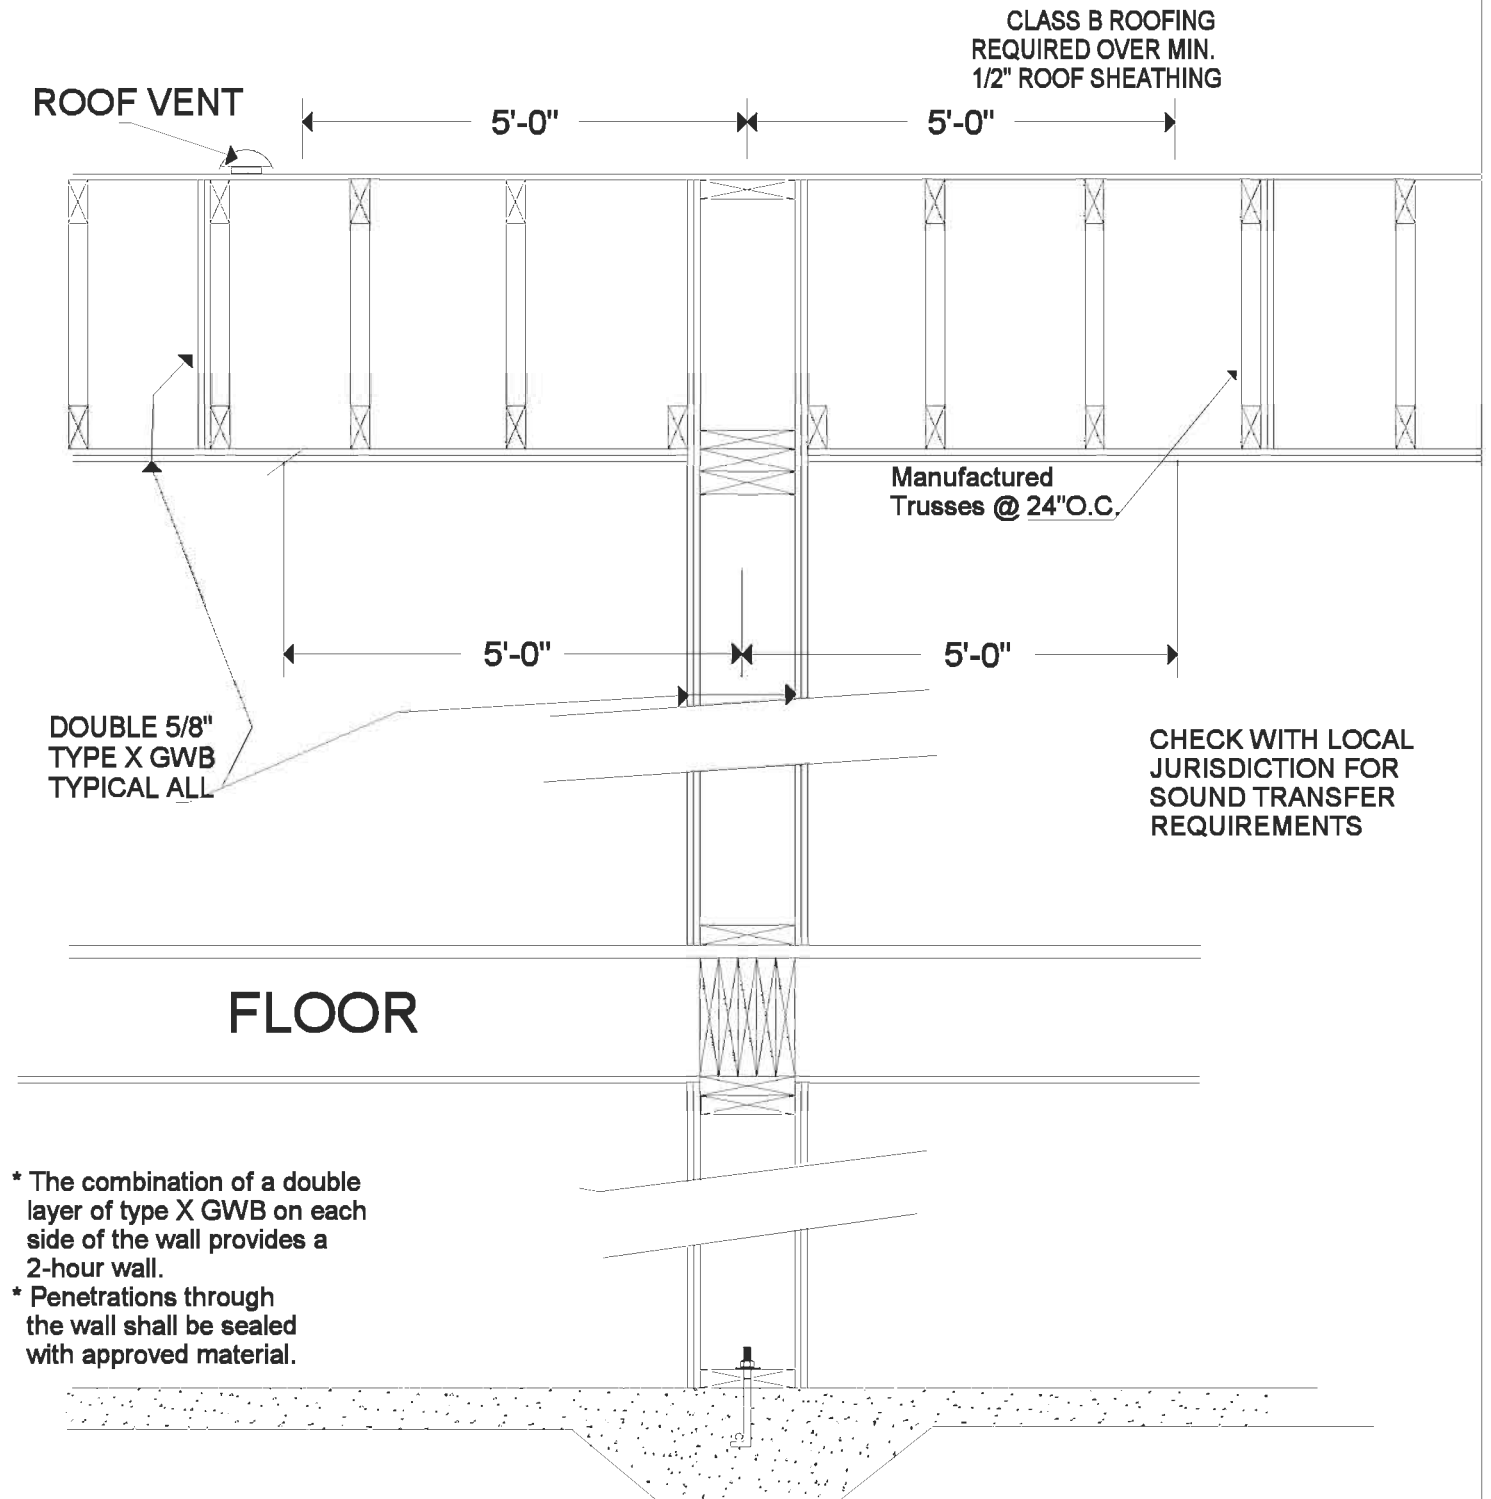 CLASS B ROOFING
REQUIRED OVER MIN.
1/2" ROOF SHEATHING
ROOF VENT
5'-0"
5'-0"
Manufactured
Trusses @ 24"O.C.
5'-0"
5'-0"
DOUBLE 5/8"
TYPE X GWB
TYPICAL ALL
CHECK WITH LOCAL
JURISDICTION FOR
SOUND TRANSFER
REQUIREMENTS
FLOOR
* The combination of a double
layer of type X GWB on each
side of the wall provides a
2-hour wall.
* Penetrations through
the wall shall be sealed
with approved material.